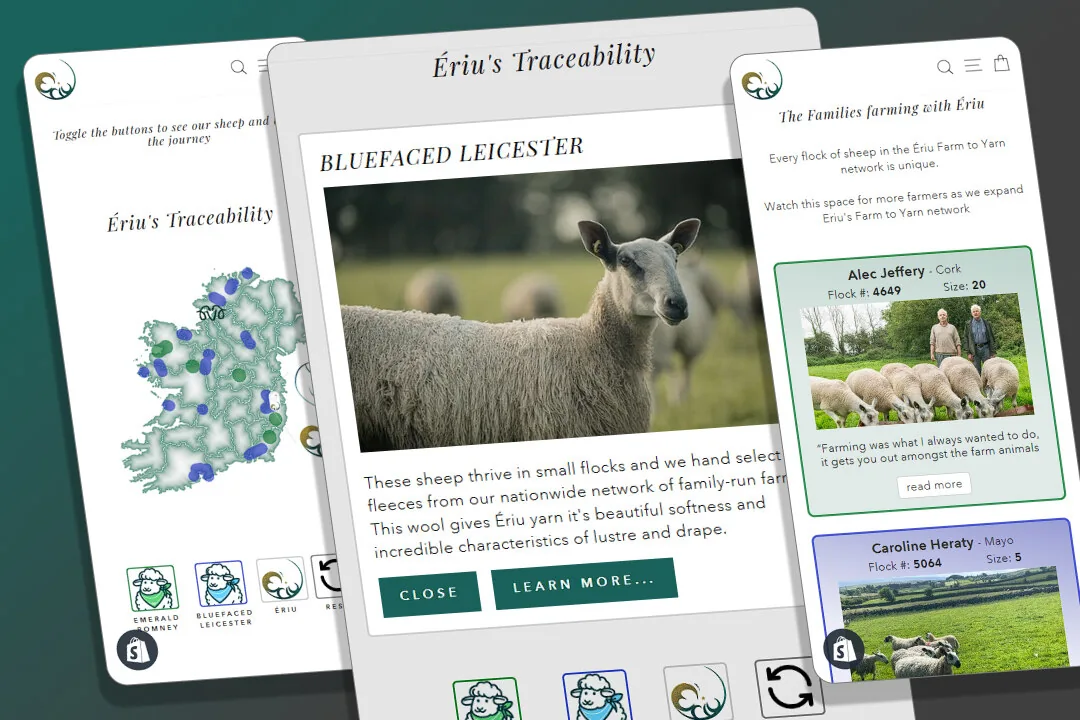 Toggle the buttons to see our sheep and
the journey
Ériu's Traceability
EMERALD
ROMNEY
BLUEFACED
LEICESTER
ÉRIU
Ériu's Traceability
BLUEFACED LEICESTER
These sheep thrive in small flocks and we hand select
fleeces from our nationwide network of family-run
This wool gives Ériu yarn it's beautiful softness and
incredible characteristics of lustre and drape.
CLOSE
LEARN MORE...
The Families farming with Ériu
Every flock of sheep in the Ériu Farm to Yarn
network is unique.
Watch this space for more farmers as we expand
Eriu's Farm to Yarn network
Alec Jeffery - Cork
Flock #: 4649 Size: 20
"Farming was what I always wanted to do,
it gets you out amongst the farm animals
read more
Caroline Heraty - Mayo
Flock #: 5064 Size: 5